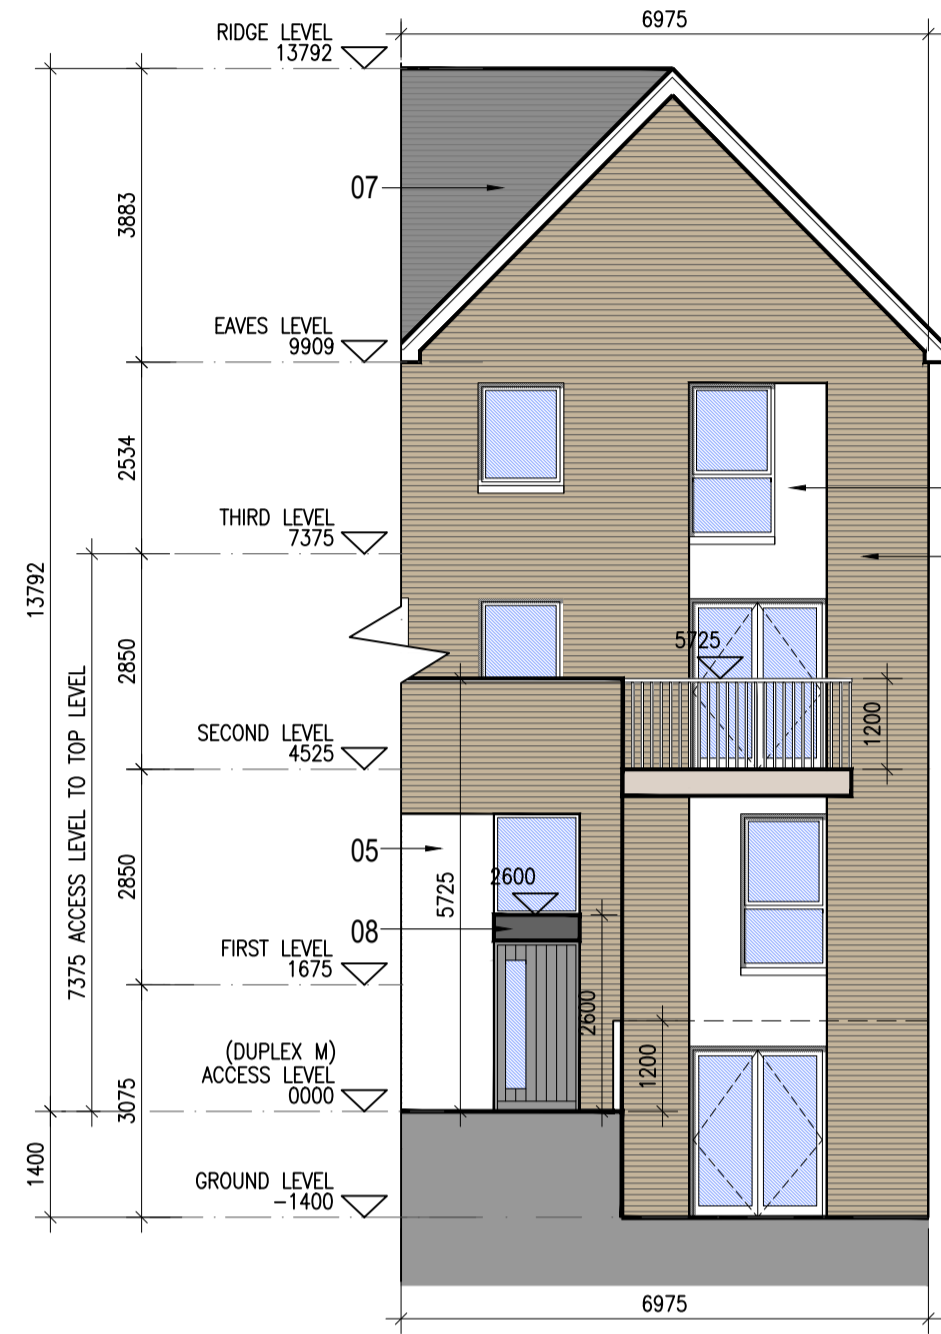 6975
RIDGE LEVEL
13792
07
3883
EAVES LEVEL
9909
2534
THIRD LEVEL
7375
13792
2850
5725
1200
SECOND LEVEL
4525
7375 ACCESS LEVEL TO TOP LEVEL
05
2850
5725
2600
08
FIRST LEVEL
1675
2600
1200
(DUPLEX M)
ACCESS LEVEL
0000
3075
1400
GROUND LEVEL
-1400
6975